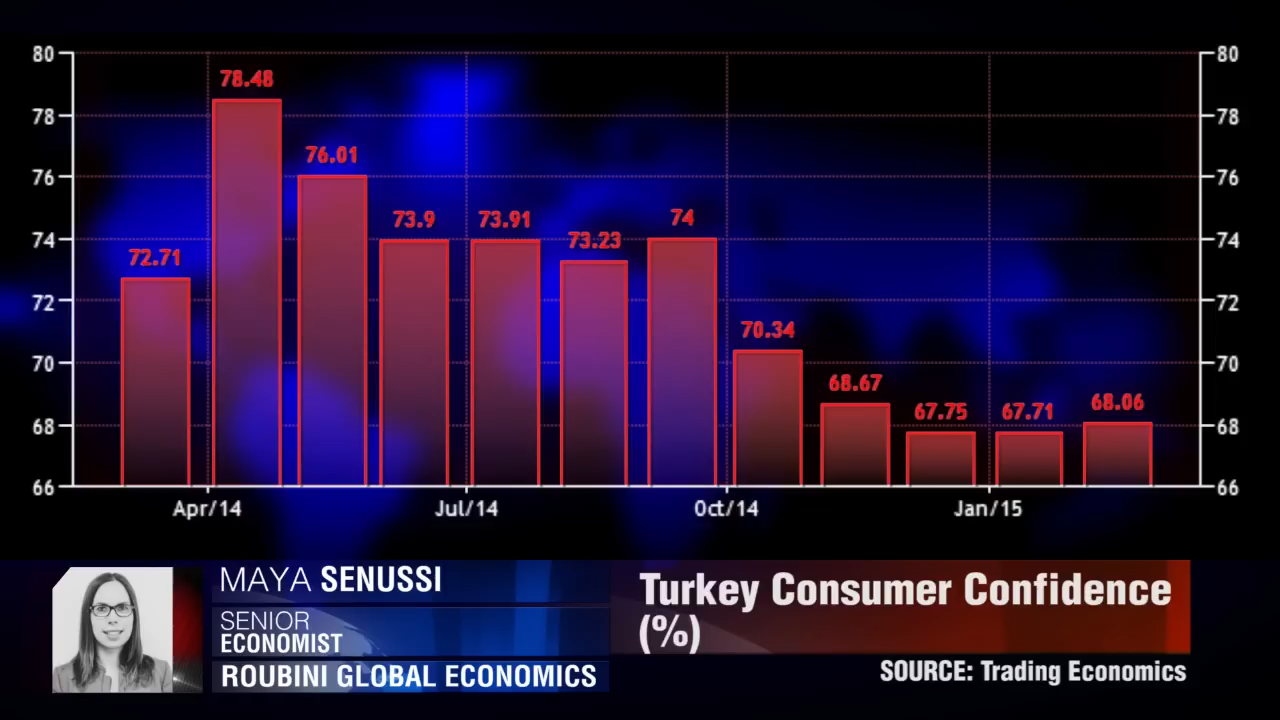 80 80
78.48
78 78
76.01
76 76
73.9 73.91 74
74 73.23 74
72.71
72 72
70.34
70 70
68.67
67.75 67.71 68.06
68 68
66 66
Apr/14 Jul/14 Oct/14 Jan/15
MAYA SENUSSI
SENIOR
ECONOMIST
ROUBINI GLOBAL ECONOMICS
Turkey Consumer Confidence
(%)
SOURCE: Trading Economics